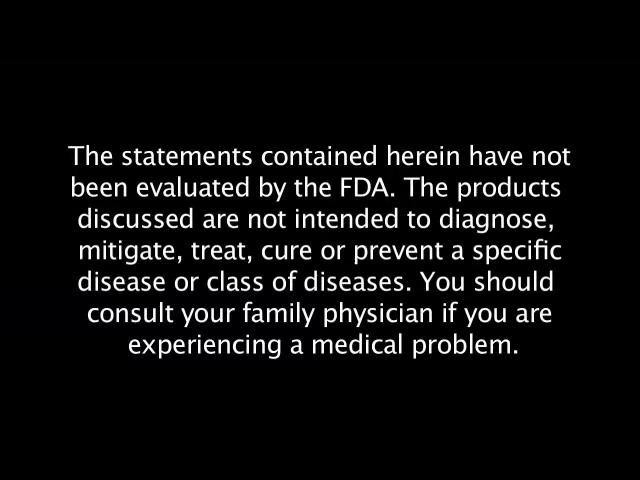 The statements contained herein have not
been evaluated by the FDA. The products
discussed are not intended to diagnose,
mitigate, treat, cure or prevent a specific
disease or class of diseases. You should
consult your family physician if you are
experiencing a medical problem.